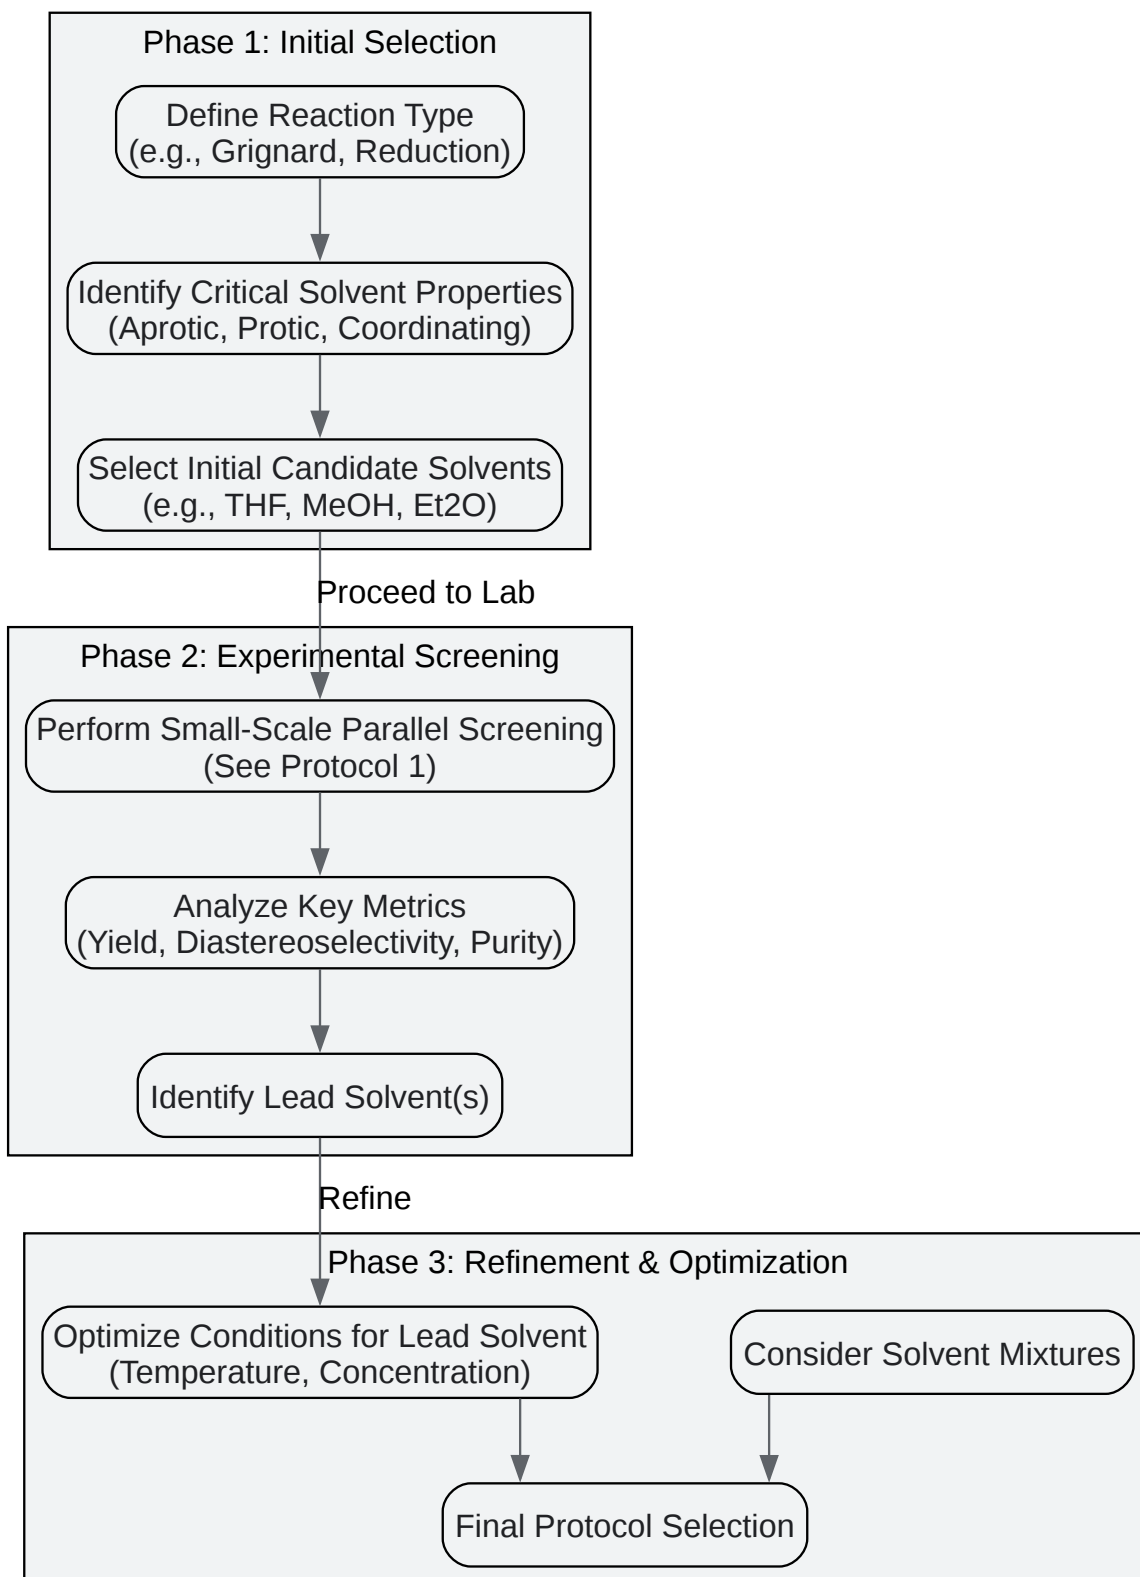 Phase 1: Initial Selection
Define Reaction Type
(e.g., Grignard, Reduction)
Identify Critical Solvent Properties
(Aprotic, Protic, Coordinating)
Select Initial Candidate Solvents
(e.g., THF, MeOH, Et2O)
Proceed to Lab
Phase 2: Experimental Screening
Perform Small-Scale Parallel Screening
(See Protocol 1)
Analyze Key Metrics
(Yield, Diastereoselectivity, Purity)
Identify Lead Solvent(s)
Refine
Phase 3: Refinement & Optimization
Optimize Conditions for Lead Solvent
(Temperature, Concentration)
Consider Solvent Mixtures
Final Protocol Selection